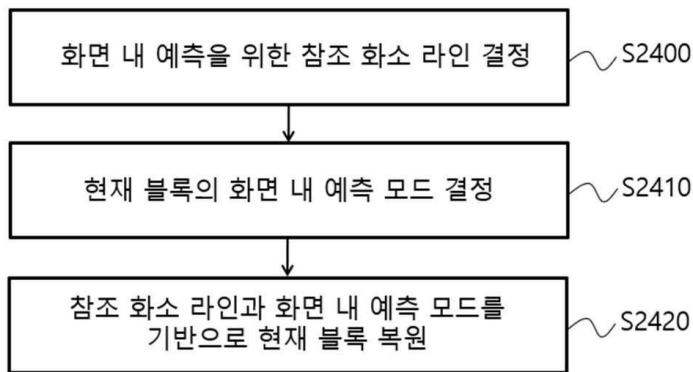 화면 내 예측을 위한 참조 화소 라인 결정
S2400
현재 블록의 화면 내 예측 모드 결정
S2410
참조 화소 라인과 화면 내 예측 모드를
기반으로 현재 블록 복원
S2420